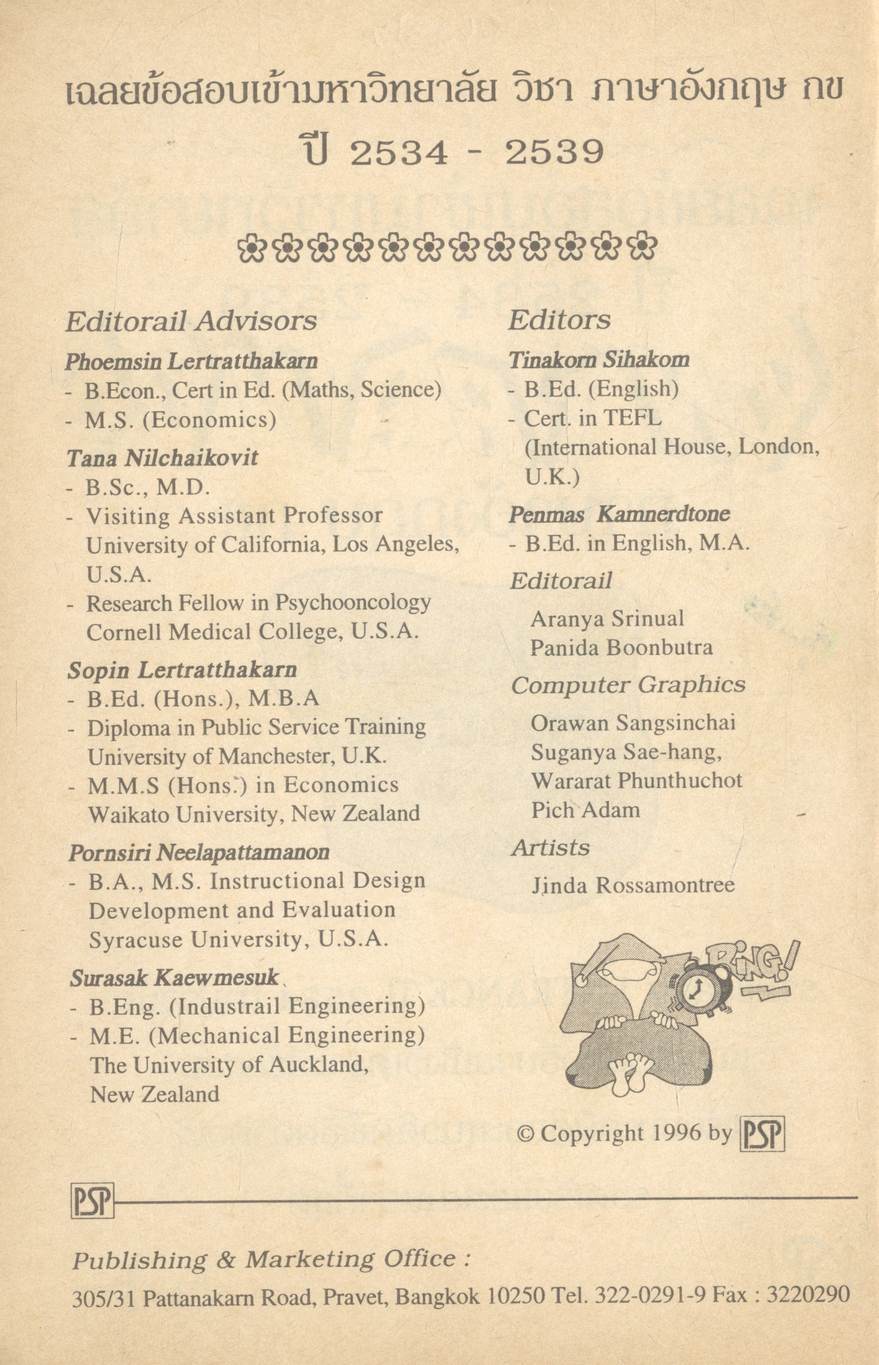 เฉลยข้อสอบเข้ามหาวิทยาลัย วิชา ภาษาอังกฤษ กข
ปี 2534 - 2539
Editorail Advisors
Phoemsin Lertratthakarn
- B.Econ., Cert in Ed. (Maths, Science)
- M.S. (Economics)
Tana Nilchaikovit
- B.Sc., M.D.
- Visiting Assistant Professor
University of California, Los Angeles,
U.S.A.
- Research Fellow in Psychooncology
Cornell Medical College, U.S.A.
Sopin Lertratthakarn
- B.Ed. (Hons.), M.B.A
- Diploma in Public Service Training
University of Manchester, U.K.
- M.M.S (Hons.) in Economics
Waikato University, New Zealand
Pornsiri Neelapattamanon
- B.A., M.S. Instructional Design
Development and Evaluation
Syracuse University, U.S.A.
Surasak Kaewmesuk
- B.Eng. (Industrail Engineering)
- M.E. (Mechanical Engineering)
The University of Auckland,
New Zealand
Editors
Tinakorn Sihakom
- B.Ed. (English)
- Cert. in TEFL
(International House, London,
U.K.)
Penmas Kamnerdtone
- B.Ed. in English, M.A.
Editorail
Aranya Srinual
Panida Boonbutra
Computer Graphics
Orawan Sangsinchai
Suganya Sae-hang,
Wararat Phunthuchot
Pich Adam
Artists
Jinda Rossamontree
RING!
© Copyright 1996 by PSP
PSP
Publishing & Marketing Office :
305/31 Pattanakarn Road, Pravet, Bangkok 10250 Tel. 322-0291-9 Fax : 3220290